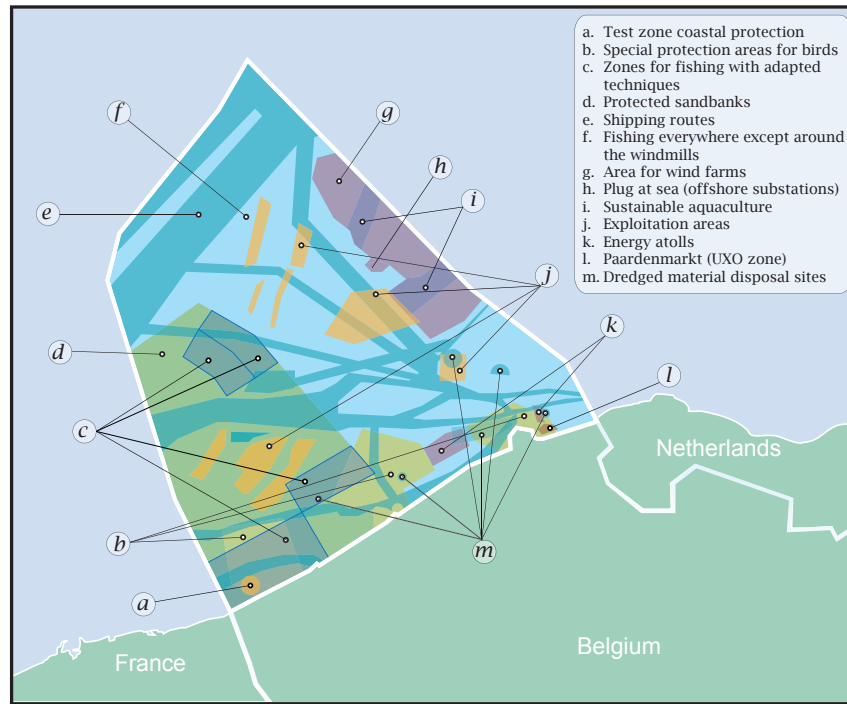 a. Test zone coastal protection
b. Special protection areas for birds
c. Zones for fishing with adapted
techniques
d. Protected sandbanks
e. Shipping routes
f. Fishing everywhere except around
the windmills
g. Area for wind farms
h. Plug at sea (offshore substations)
i. Sustainable aquaculture
j. Exploitation areas
k. Energy atolls
l. Paardenmarkt (UXO zone)
m. Dredged material disposal sites
f
g
h
e
i
j
k
d
l
c
Netherlands
b
m
a
Belgium
France